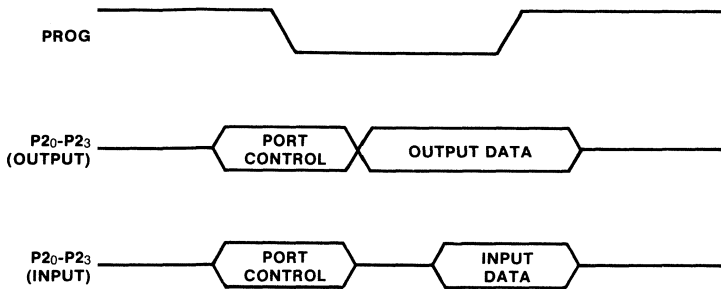 PROG
P2₀-P2₃
(OUTPUT)
PORT
CONTROL
OUTPUT DATA
P2₀-P2₃
(INPUT)
PORT
CONTROL
INPUT
DATA